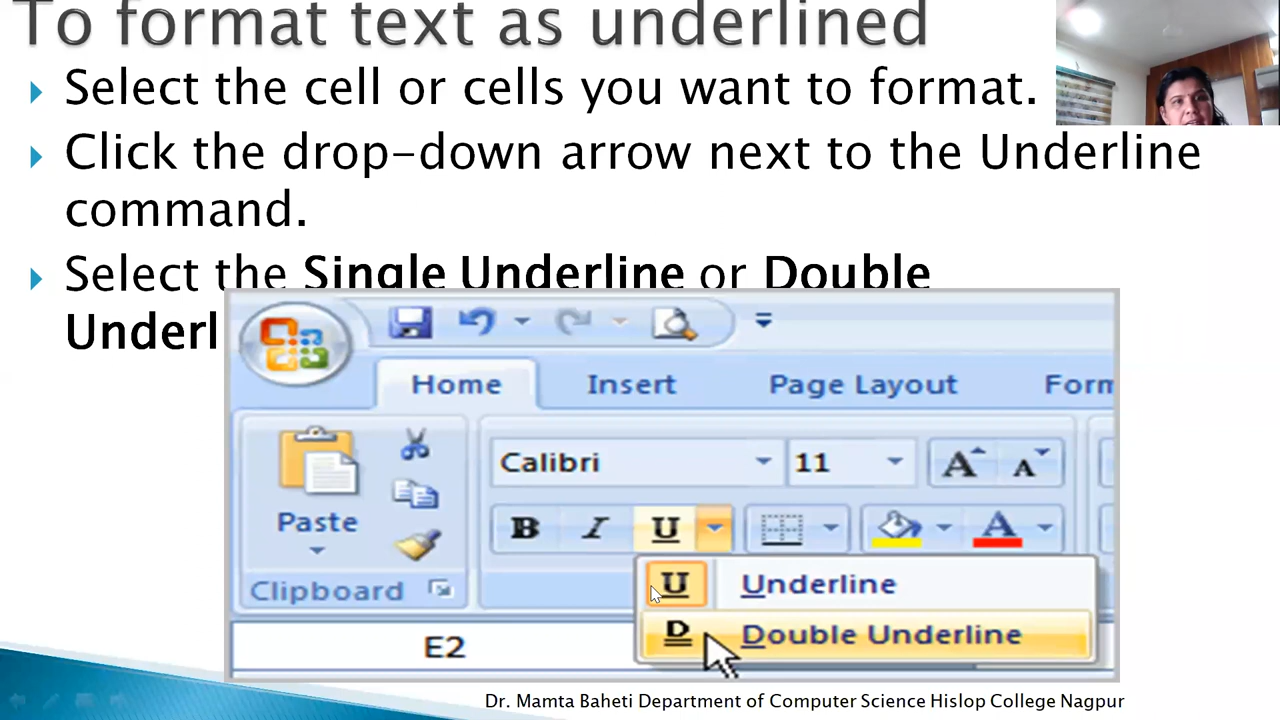 To format text as underlined
Select the cell or cells you want to format.
Click the drop-down arrow next to the Underline
command.
Select the Single Underline or Double
Underl
Home Insert Page Layout Form
Calibri 11 A A
Paste
B I U A
Clipboard
U Underline
D Double Underline
E2
Dr. Mamta Baheti Department of Computer Science Hislop College Nagpur